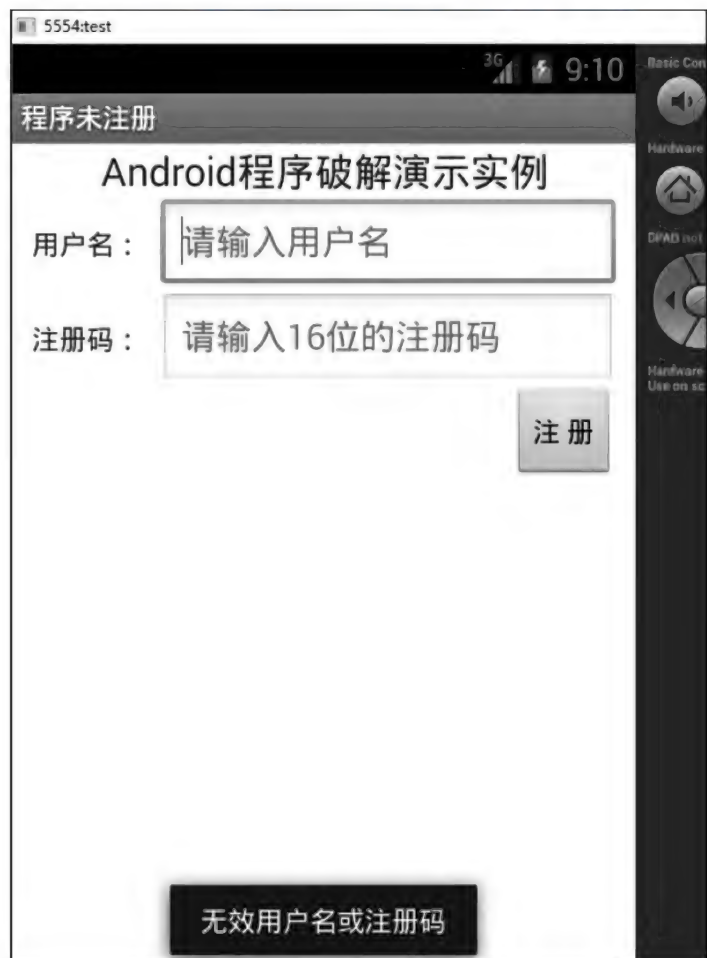 5554:test
3G 9:10
程序未注册
Android程序破解演示实例
用户名：
请输入用户名
注册码：
请输入16位的注册码
注 册
无效用户名或注册码
Basic Con
Hardware
DPAD not
Hardware
Use on sc